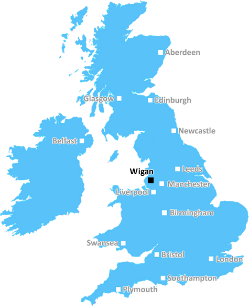 Aberdeen
Glasgow
Edinburgh
Newcastle
Belfast
Wigan
Leeds
Manchester
Liverpool
Birmingham
Swansea
Bristol
London
Southampton
Plymouth